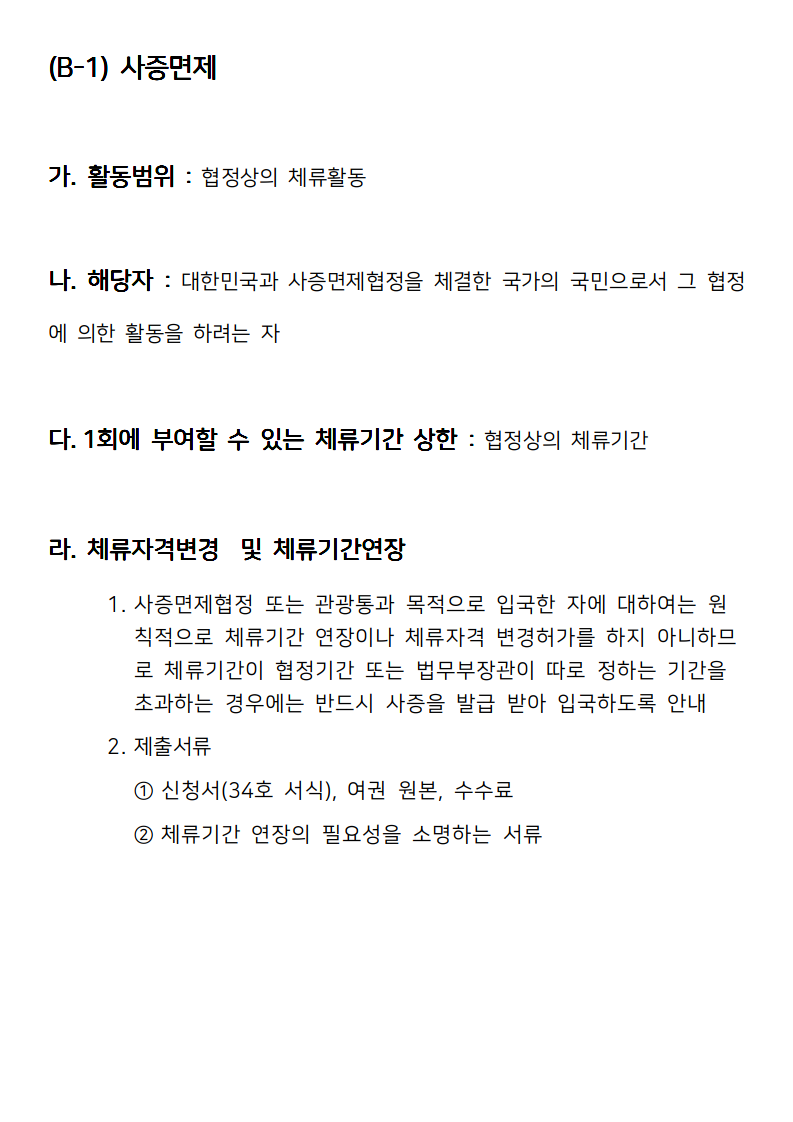 (B-1) 사증면제
가. 활동범위 : 협정상의 체류활동
나. 해당자 : 대한민국과 사증면제협정을 체결한 국가의 국민으로서 그 협정
에 의한 활동을 하려는 자
다. 1회에 부여할 수 있는 체류기간 상한 : 협정상의 체류기간
라. 체류자격변경 및 체류기간연장
1. 사증면제협정 또는 관광통과 목적으로 입국한 자에 대하여는 원
칙적으로 체류기간 연장이나 체류자격 변경허가를 하지 아니하므
로 체류기간이 협정기간 또는 법무부장관이 따로 정하는 기간을
초과하는 경우에는 반드시 사증을 발급 받아 입국하도록 안내
2. 제출서류
① 신청서(34호 서식), 여권 원본, 수수료
② 체류기간 연장의 필요성을 소명하는 서류